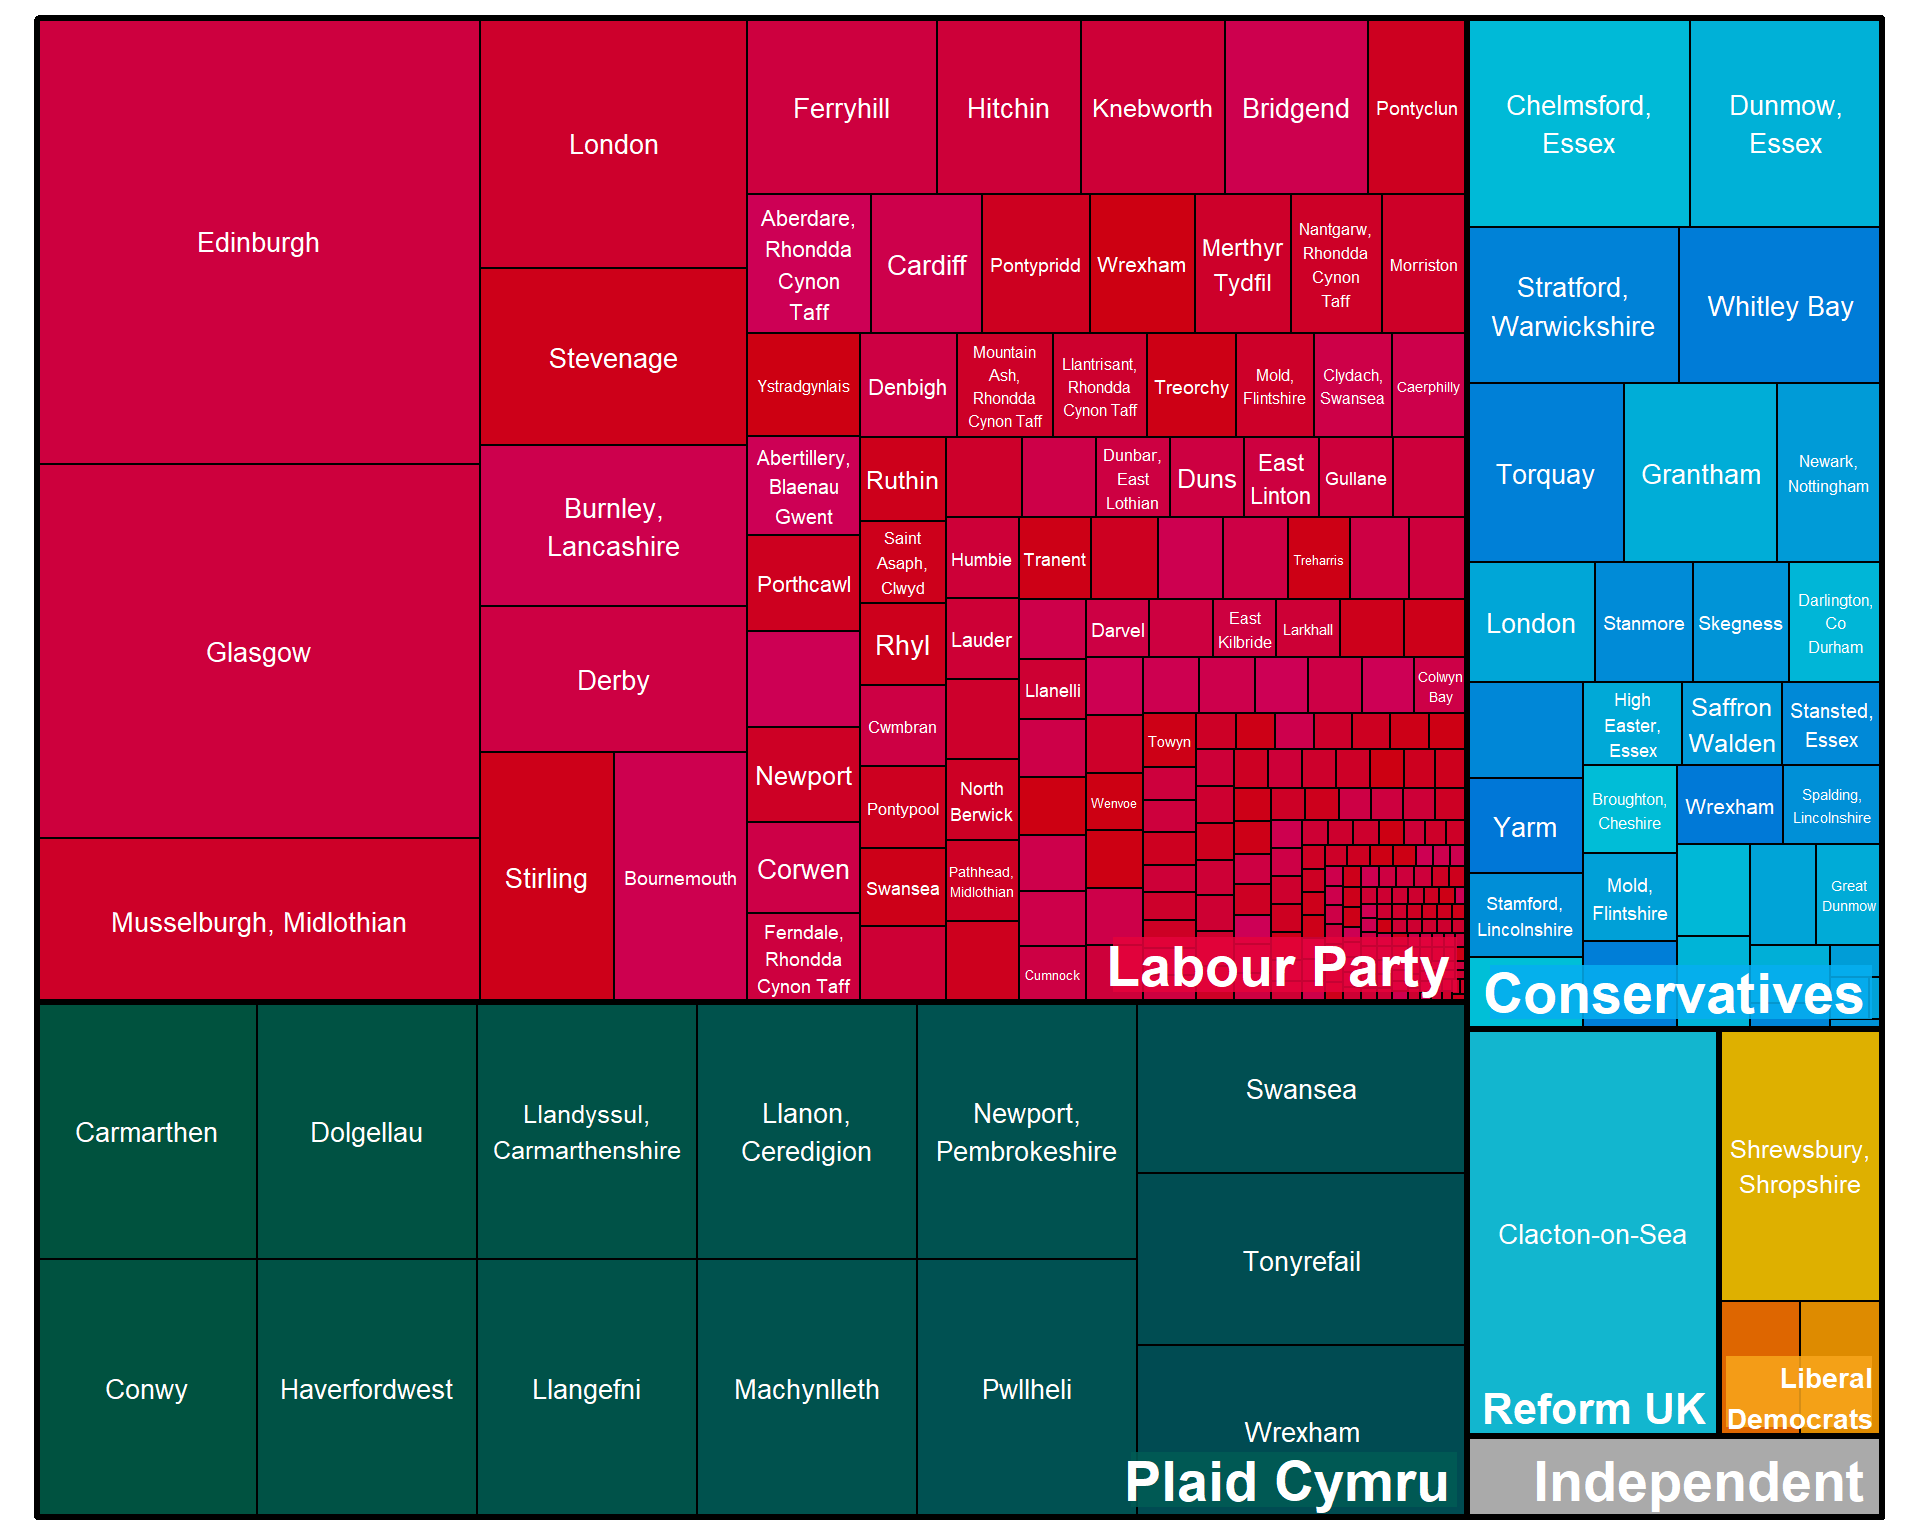 Edinburgh
Glasgow
Musselburgh, Midlothian
London
Stevenage
Burnley,
Lancashire
Derby
Stirling
Bournemouth
Ferryhill
Hitchin
Knebworth
Bridgend
Pontyclun
Aberdare,
Rhondda
Cynon
Taff
Cardiff
Pontypridd
Wrexham
Merthyr
Tydfil
Nantgarw,
Rhondda
Cynon
Taff
Morriston
Ystradgynlais
Denbigh
Mountain
Ash,
Rhondda
Cynon Taff
Llantrisant,
Rhondda
Cynon Taff
Treorchy
Mold,
Flintshire
Clydach,
Swansea
Caerphilly
Abertillery,
Blaenau
Gwent
Porthcawl
Newport
Corwen
Ferndale,
Rhondda
Cynon Taff
Ruthin
Saint
Asaph,
Clwyd
Rhyl
Cwmbran
Pontypool
Swansea
Dunbar,
East
Lothian
Duns
East
Linton
Gullane
Humbie
Tranent
Treharris
Lauder
Darvel
East
Kilbride
Larkhall
Llanelli
Colwyn
Bay
North
Berwick
Towyn
Wenvoe
Pathhead,
Midlothian
Cumnock
Labour Party
Carmarthen
Dolgellau
Llandyssul,
Carmarthenshire
Llanon,
Ceredigion
Newport,
Pembrokeshire
Swansea
Conwy
Haverfordwest
Llangefni
Machynlleth
Pwllheli
Tonyrefail
Wrexham
Plaid Cymru
Chelmsford,
Essex
Dunmow,
Essex
Stratford,
Warwickshire
Whitley Bay
Torquay
Grantham
Newark,
Nottingham
London
Stanmore
Skegness
Darlington,
Co
Durham
High
Easter,
Essex
Saffron
Walden
Stansted,
Essex
Yarm
Broughton,
Cheshire
Wrexham
Spalding,
Lincolnshire
Stamford,
Lincolnshire
Mold,
Flintshire
Great
Dunmow
Conservatives
Clacton-on-Sea
Reform UK
Shrewsbury,
Shropshire
Liberal
Democrats
Independent